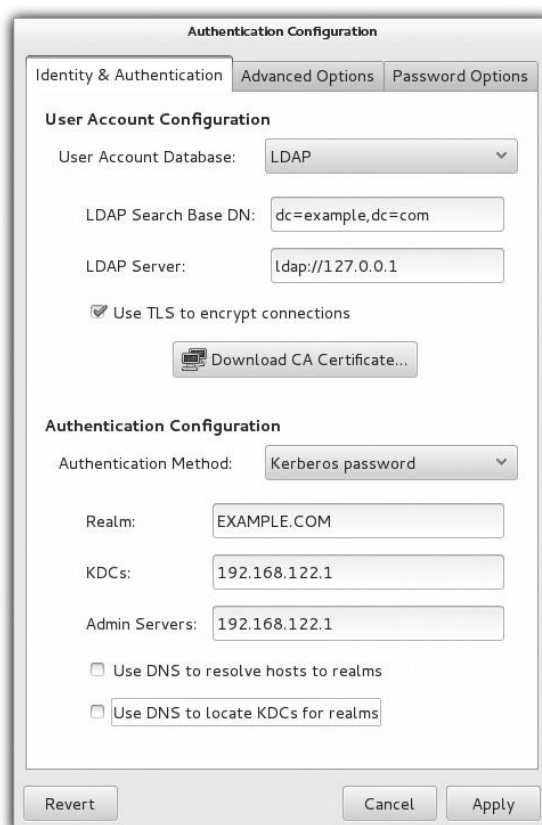 Authentication Configuration
Identity & Authentication
Advanced Options
Password Options
User Account Configuration
User Account Database: LDAP
LDAP Search Base DN: dc=example,dc=com
LDAP Server: ldap://127.0.0.1
Use TLS to encrypt connections
Download CA Certificate...
Authentication Configuration
Authentication Method: Kerberos password
Realm: EXAMPLE.COM
KDCs: 192.168.122.1
Admin Servers: 192.168.122.1
Use DNS to resolve hosts to realms
Use DNS to locate KDCs for realms
Revert
Cancel
Apply